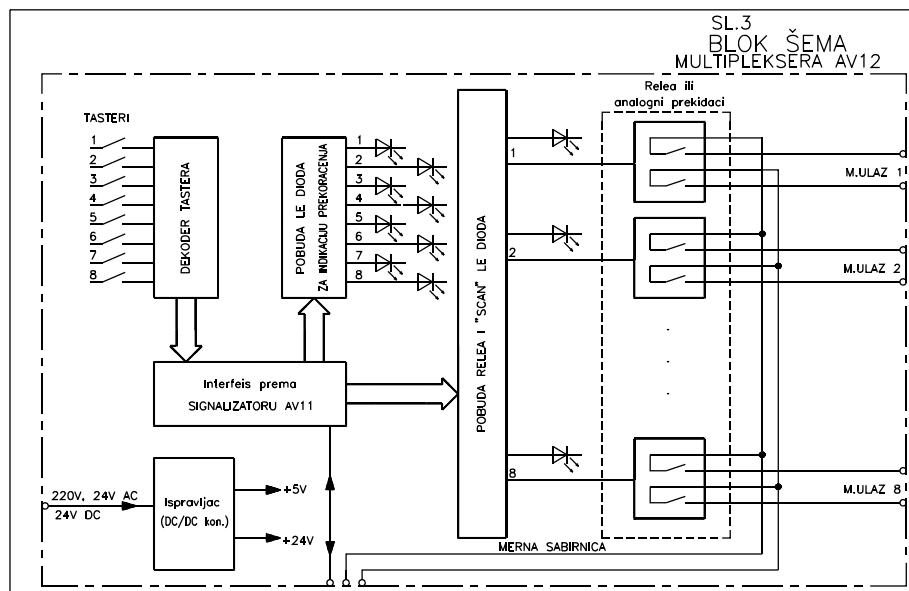 SL.3
BLOK ŠEMA
MULTIPLEKSERA AV12
Relea ili
analogni prekidaci
TASTERI
1
2
3
4
5
6
7
8
DEKODER TASTERA
POBUDA LE DIODA
ZA INDIKACIJU PREKORACENJA
1
2
3
4
5
6
7
8
POBUDA RELEA I "SCAN" LE DIODA
1
2
8
M.ULAZ 1
M.ULAZ 2
M.ULAZ 8
Interfeis prema
SIGNALIZATORU AV11
220V, 24V AC
24V DC
Ispravljac
(DC/DC kon.)
+5V
+24V
MERNA SABIRNICA